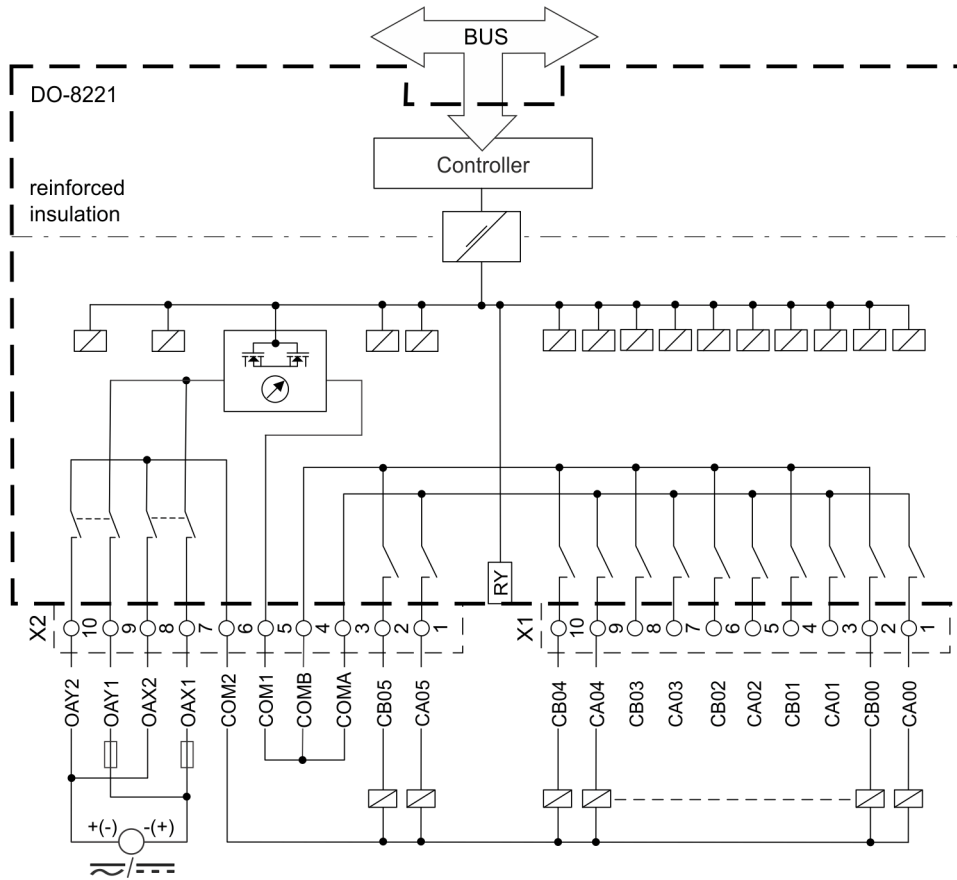 BUS
DO-8221
Controller
reinforced
insulation
RY
X2
10
9
8
7
6
5
4
3
2
1
X1
10
9
8
7
6
5
4
3
2
1
OAY2
OAY1
OAX2
OAX1
COM2
COM1
COMB
COMA
CB05
CA05
CB04
CA04
CB03
CA03
CB02
CA02
CB01
CA01
CB00
CA00
+(-)
-(+)